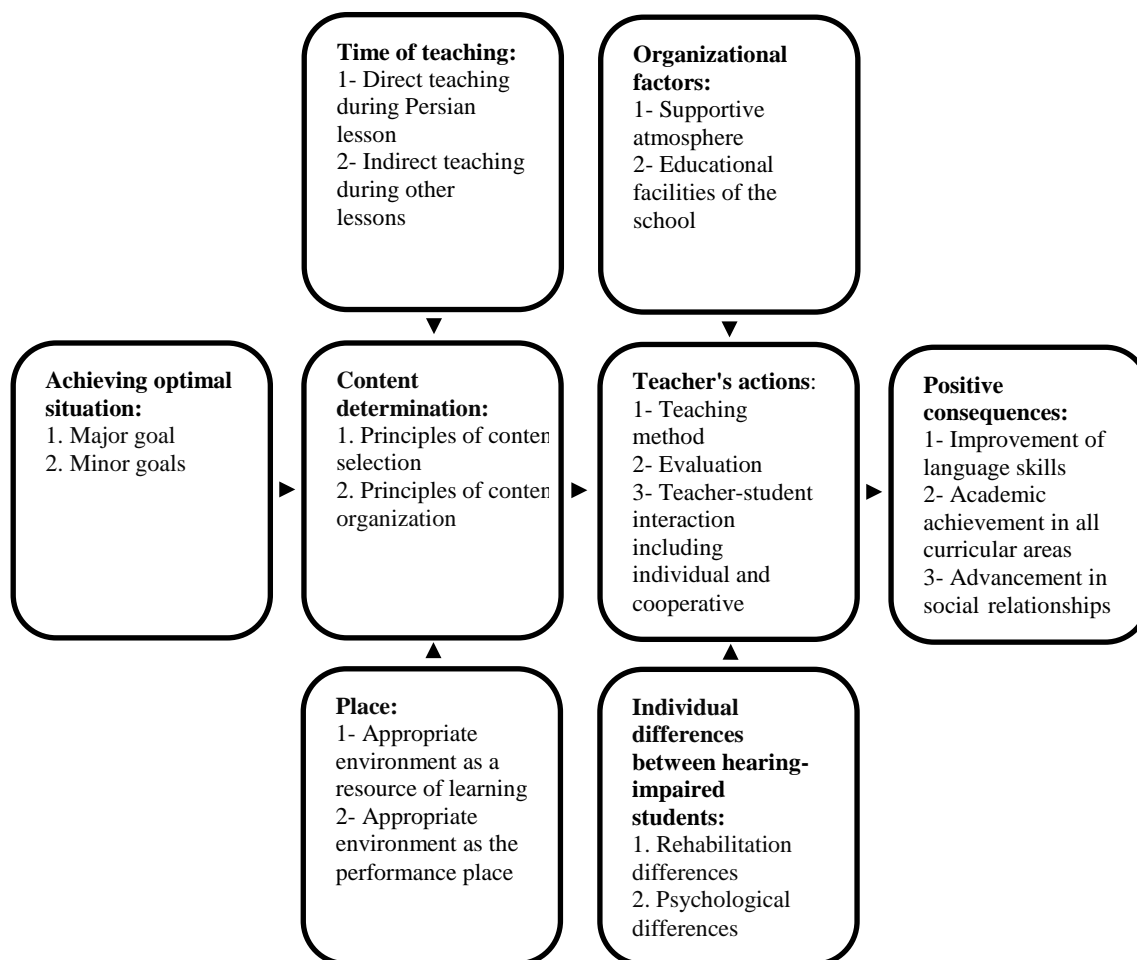 Time of teaching:
1- Direct teaching
during Persian
lesson
2- Indirect teaching
during other
lessons
Organizational
factors:
1- Supportive
atmosphere
2- Educational
facilities of the
school
Achieving optimal
situation:
1. Major goal
2. Minor goals
Content
determination:
1. Principles of conten
selection
2. Principles of conten
organization
Teacher's actions:
1- Teaching
method
2- Evaluation
3- Teacher-student
interaction
including
individual and
cooperative
Positive
consequences:
1- Improvement of
language skills
2- Academic
achievement in all
curricular areas
3- Advancement in
social relationships
Place:
1- Appropriate
environment as a
resource of learning
2- Appropriate
environment as the
performance place
Individual
differences
between hearing-
impaired
students:
1. Rehabilitation
differences
2. Psychological
differences